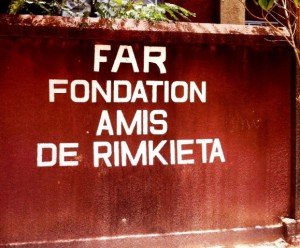 FAR
FONDATION
AMIS
DE RIMKIETA